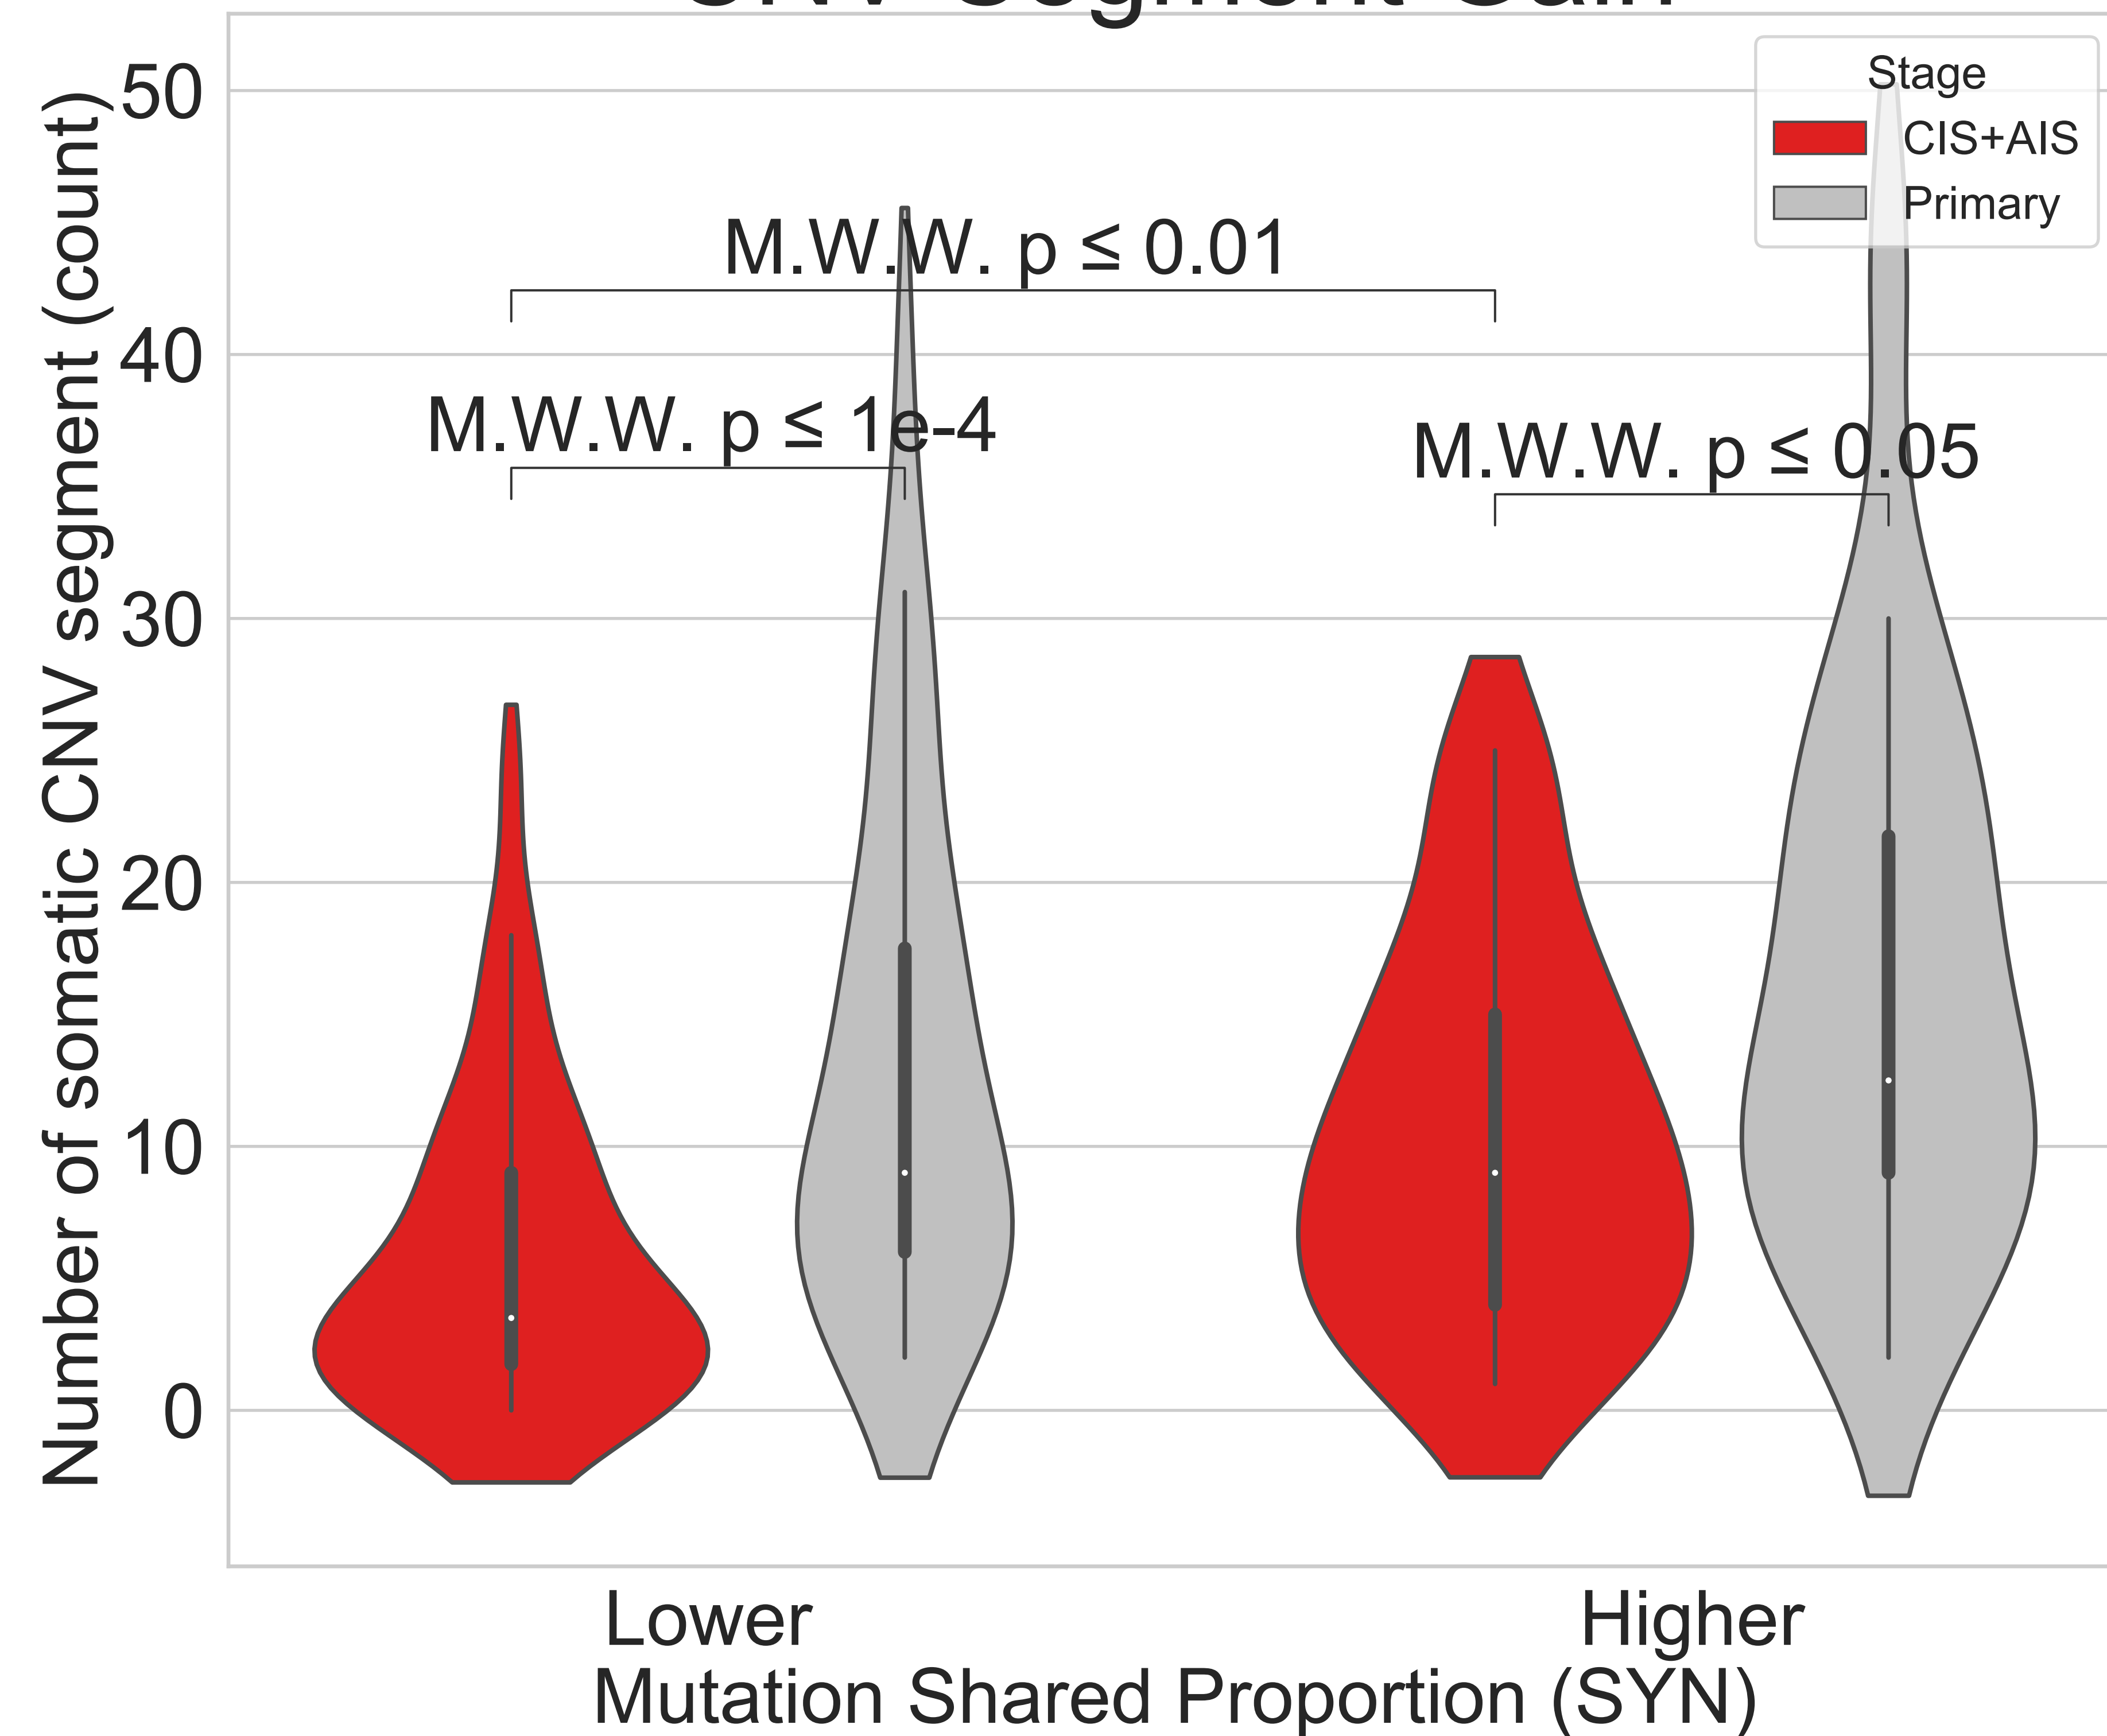 50
40
30
20
10
0
Number of somatic CNV segment (count)
Stage
CIS+AIS
Primary
M.W.W. p ≤ 0.01
M.W.W. p ≤ 1e-4
M.W.W. p ≤ 0.05
Lower
Higher
Mutation Shared Proportion (SYN)